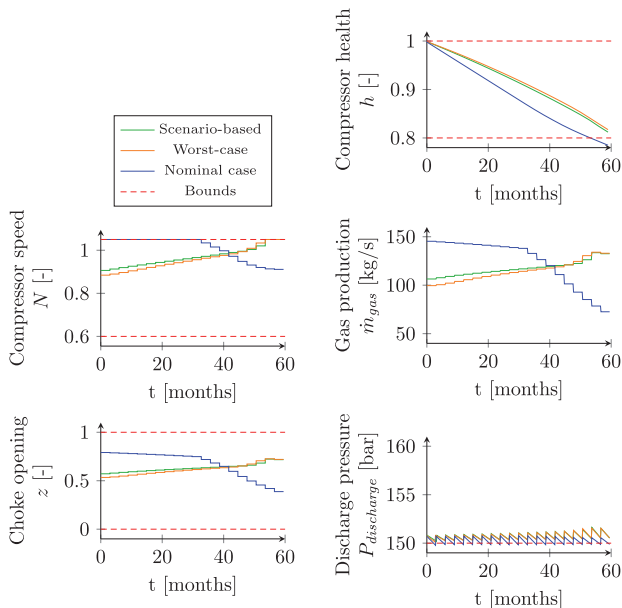 Compressor health
h [-]
1
0.9
0.8
0 20 40 60
t [months]
Scenario-based
Worst-case
Nominal case
Bounds
Compressor speed
N [-]
1
0.8
0.6
0 20 40 60
t [months]
Gas production
ṁgas [kg/s]
150
100
50
0 20 40 60
t [months]
Choke opening
z [-]
1
0.5
0
0 20 40 60
t [months]
Discharge pressure
Pdischarge [bar]
160
155
150
0 20 40 60
t [months]